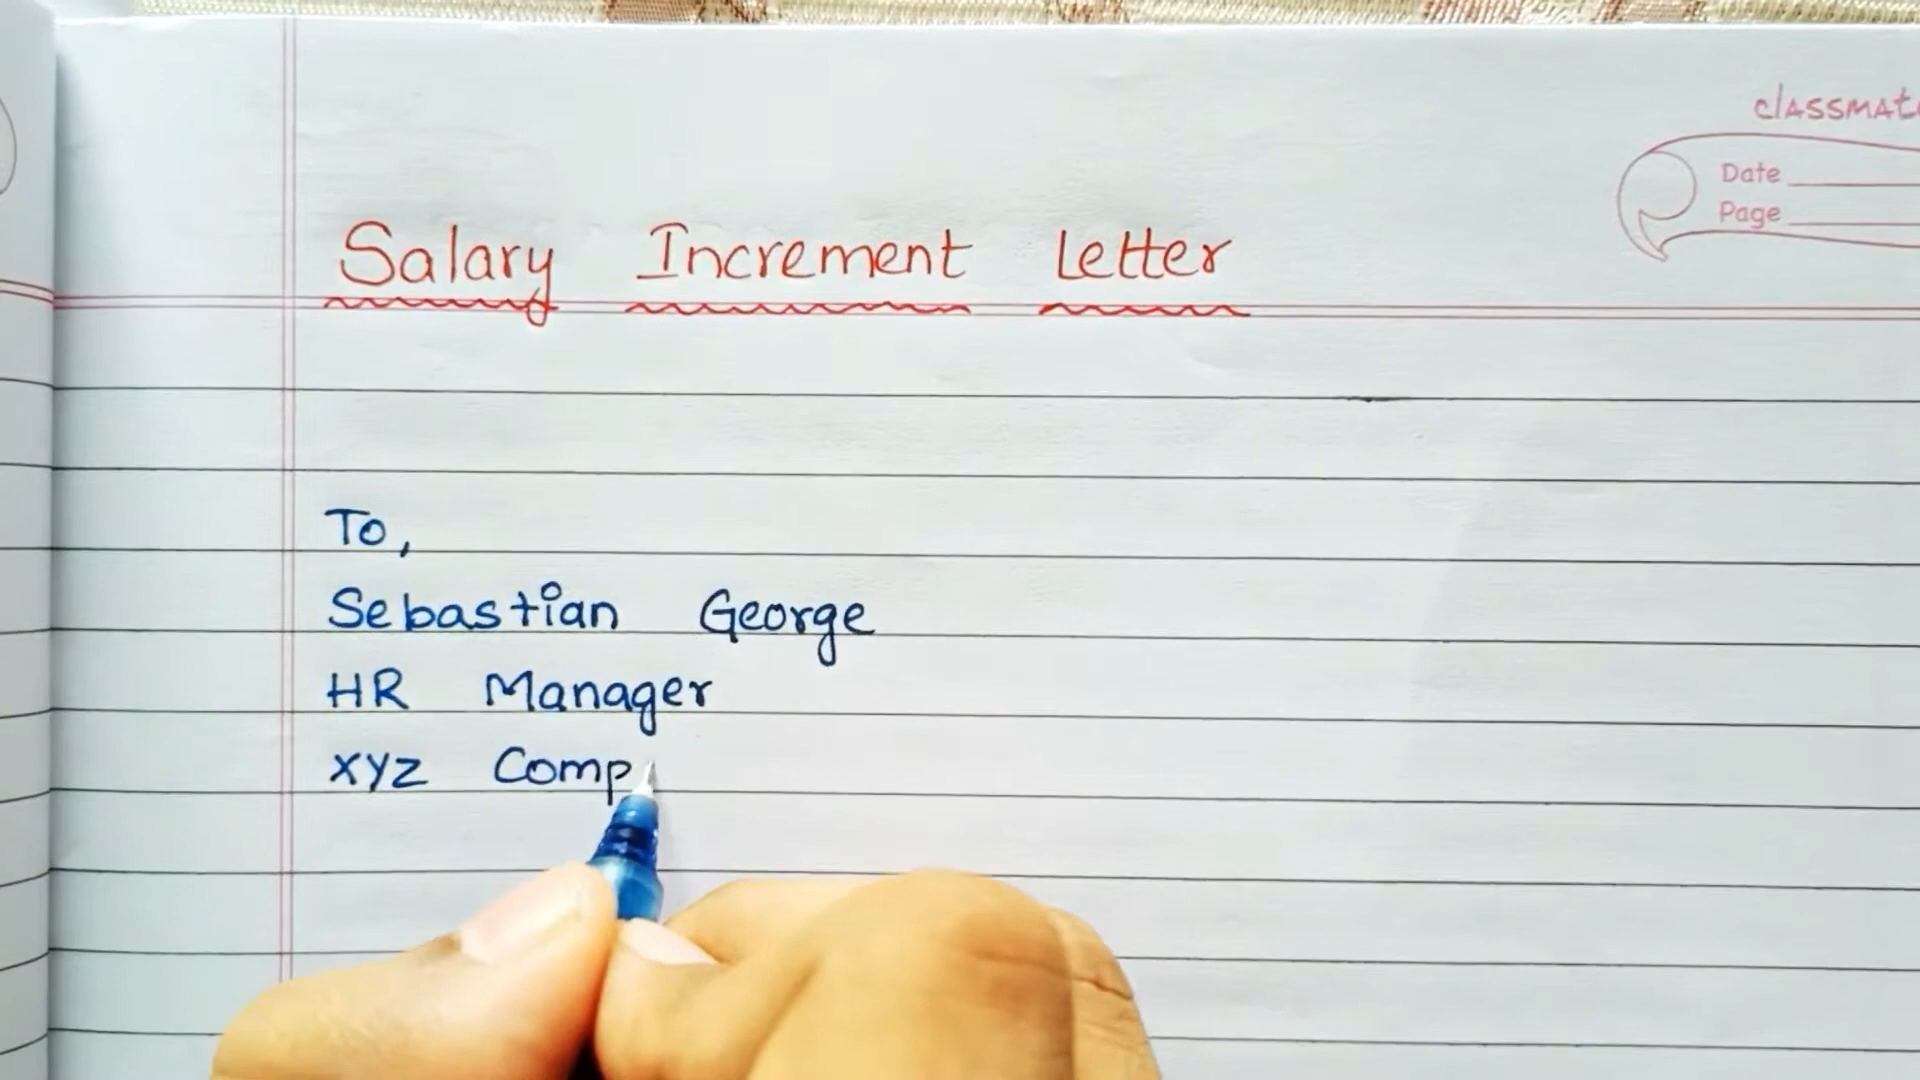 classmate
Date
Page
Salary Increment Letter
To,
Sebastian George
HR Manager
XYZ Comp